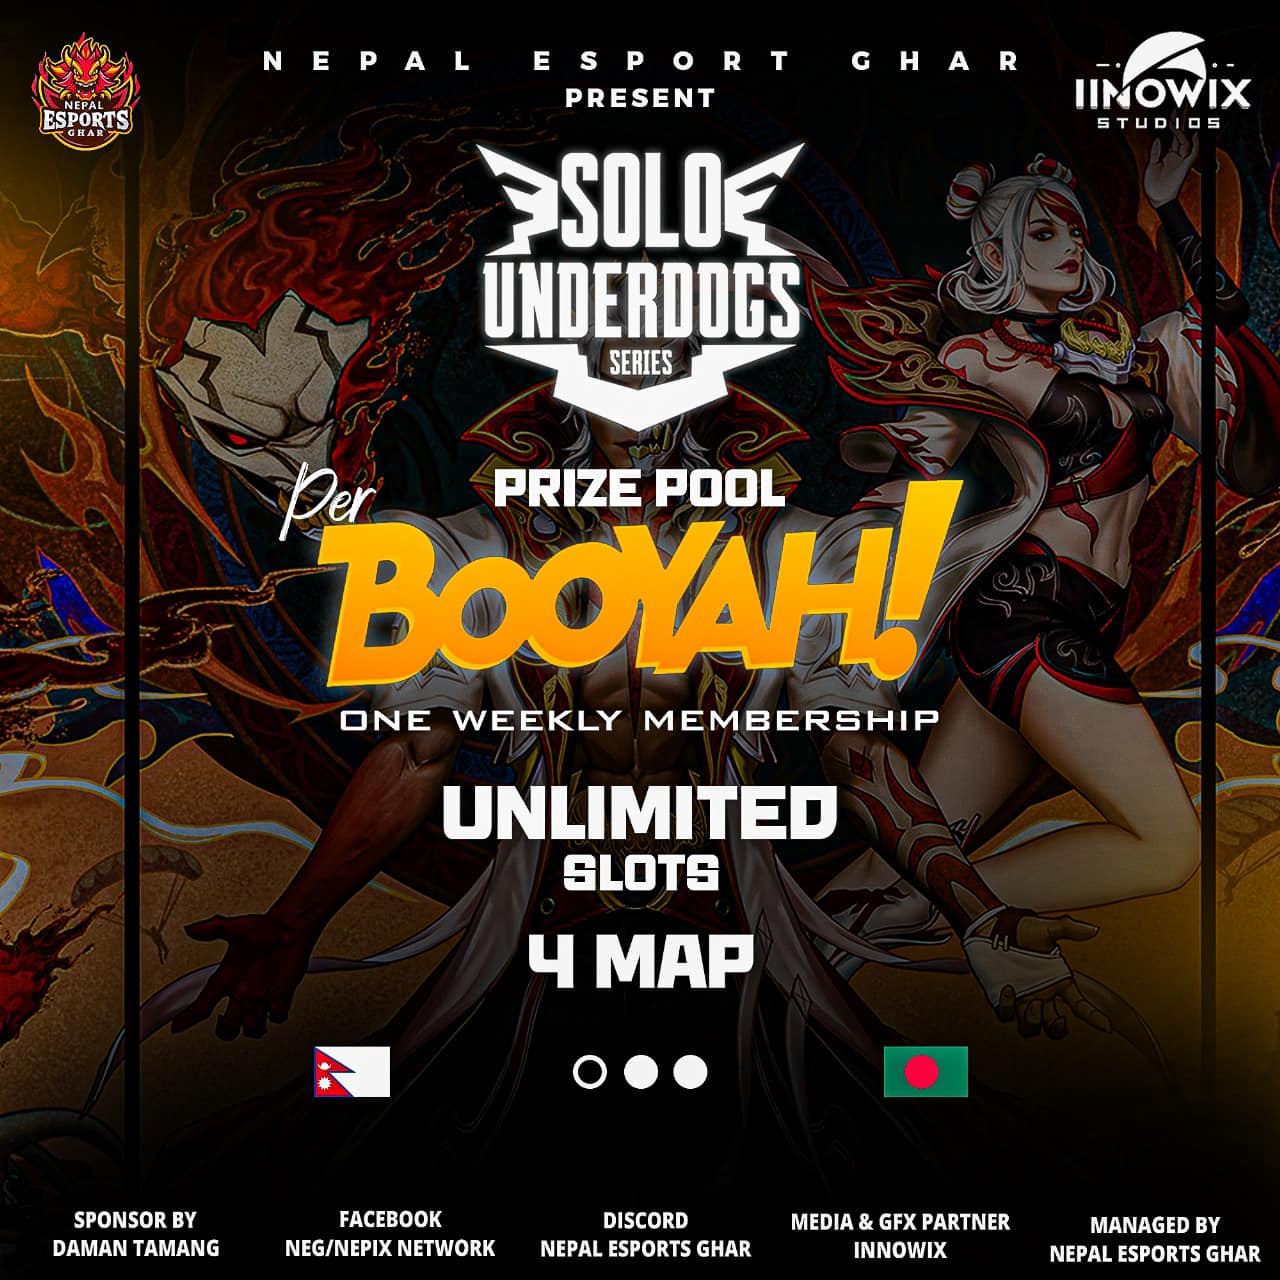 NEPAL ESPORT GHAR
PRESENT
NEPAL
ESPORTS
GHAR
IINOWIX
STUDIOS
SOLO
UNDERDOGS
SERIES
PRIZE POOL
Per
BOOYAH!
ONE WEEKLY MEMBERSHIP
UNLIMITED
SLOTS
4 MAP
SPONSOR BY
DAMAN TAMANG
FACEBOOK
NEG/NEPIX NETWORK
DISCORD
NEPAL ESPORTS GHAR
MEDIA & GFX PARTNER
INNOWIX
MANAGED BY
NEPAL ESPORTS GHAR